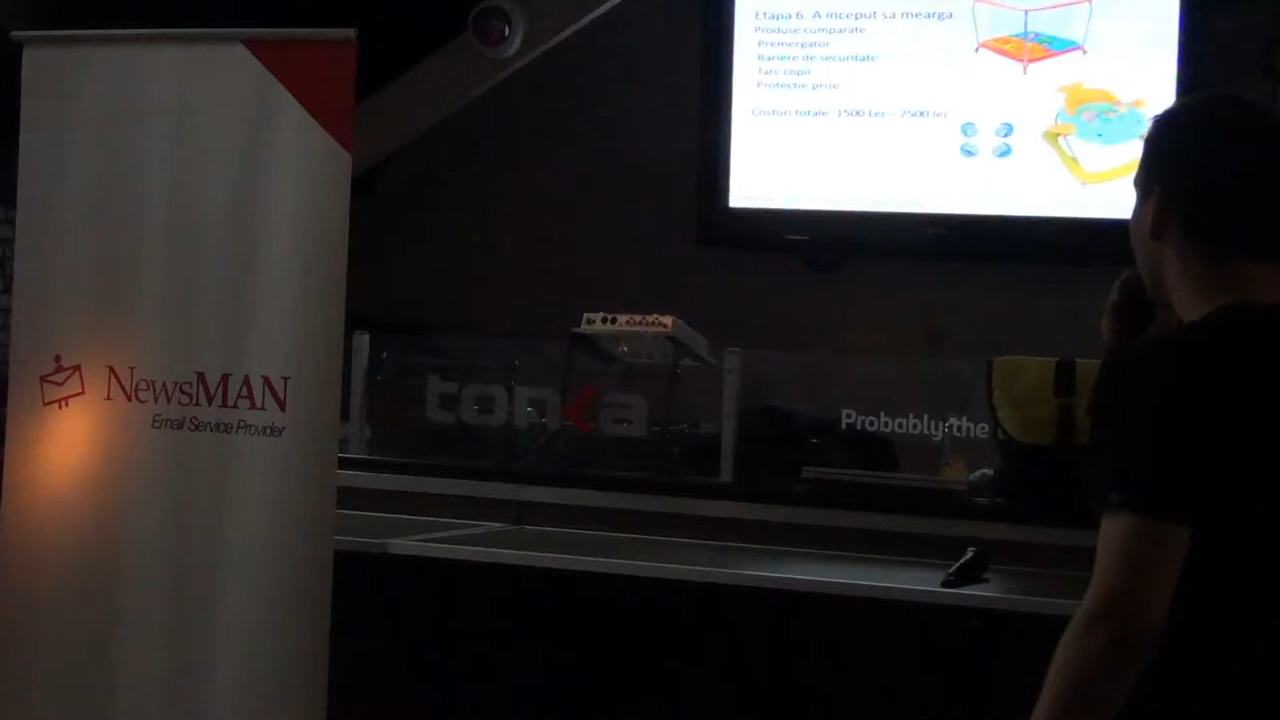 Etapa 6. A inceput sa mearga.
Produse cumparate
Premergator
Bariere de securitate
Tarc copii
Protectie prize
Costuri totale: 1500 Lei - 2500 lei
NewsMAN
Email Service Provider
tonka
Probably the